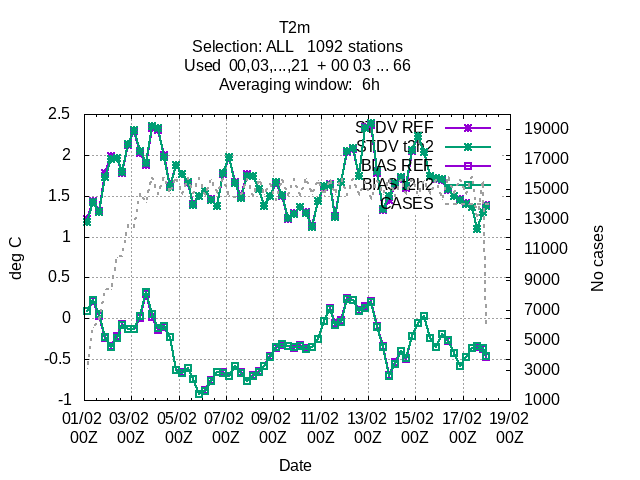 T2m
Selection: ALL   1092 stations
Used  00,03,...,21  + 00 03 ... 66
Averaging window:  6h
2.5
2
1.5
1
0.5
0
-0.5
-1
deg C
STDV REF
STDV t2h2
BIAS REF
BIAS t2h2
CASES
19000
17000
15000
13000
11000
9000
7000
5000
3000
1000
No cases
01/02 03/02 05/02 07/02 09/02 11/02 13/02 15/02 17/02 19/02
00Z 00Z 00Z 00Z 00Z 00Z 00Z 00Z 00Z 00Z
Date